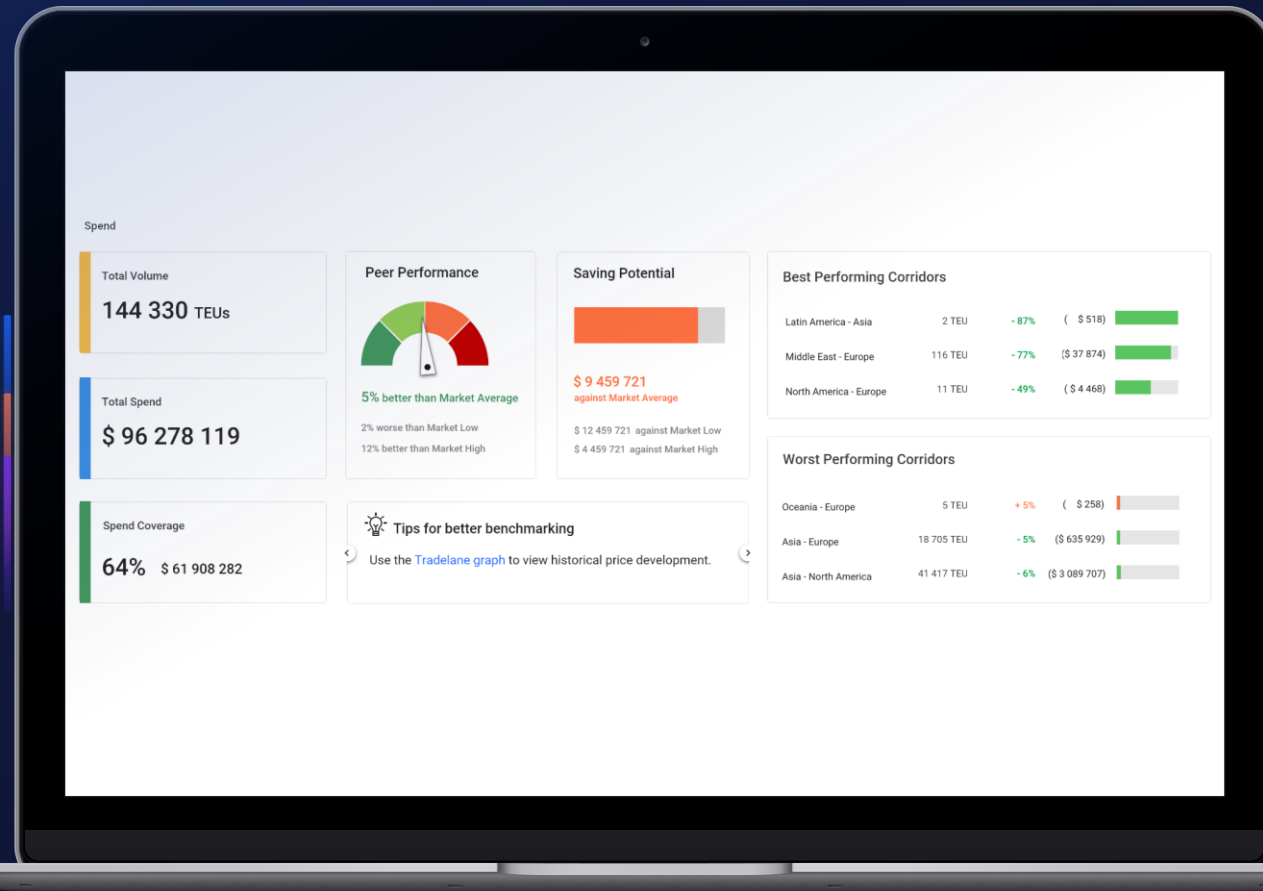 Spend
Total Volume
144 330 TEUs
Total Spend
$ 96 278 119
Spend Coverage
64% $ 61 908 282
Peer Performance
5% better than Market Average
2% worse than Market Low
12% better than Market High
Saving Potential
$ 9 459 721
against Market Average
$ 12 459 721 against Market Low
$ 4 459 721 against Market High
Tips for better benchmarking
Use the Tradelane graph to view historical price development.
Best Performing Corridors
Latin America - Asia 2 TEU - 87% ( $ 518)
Middle East - Europe 116 TEU - 77% ($ 37 874)
North America - Europe 11 TEU - 49% ( $ 4 468)
Worst Performing Corridors
Oceania - Europe 5 TEU + 5% ( $ 258)
Asia - Europe 18 705 TEU - 5% ($ 635 929)
Asia - North America 41 417 TEU - 6% ($ 3 089 707)